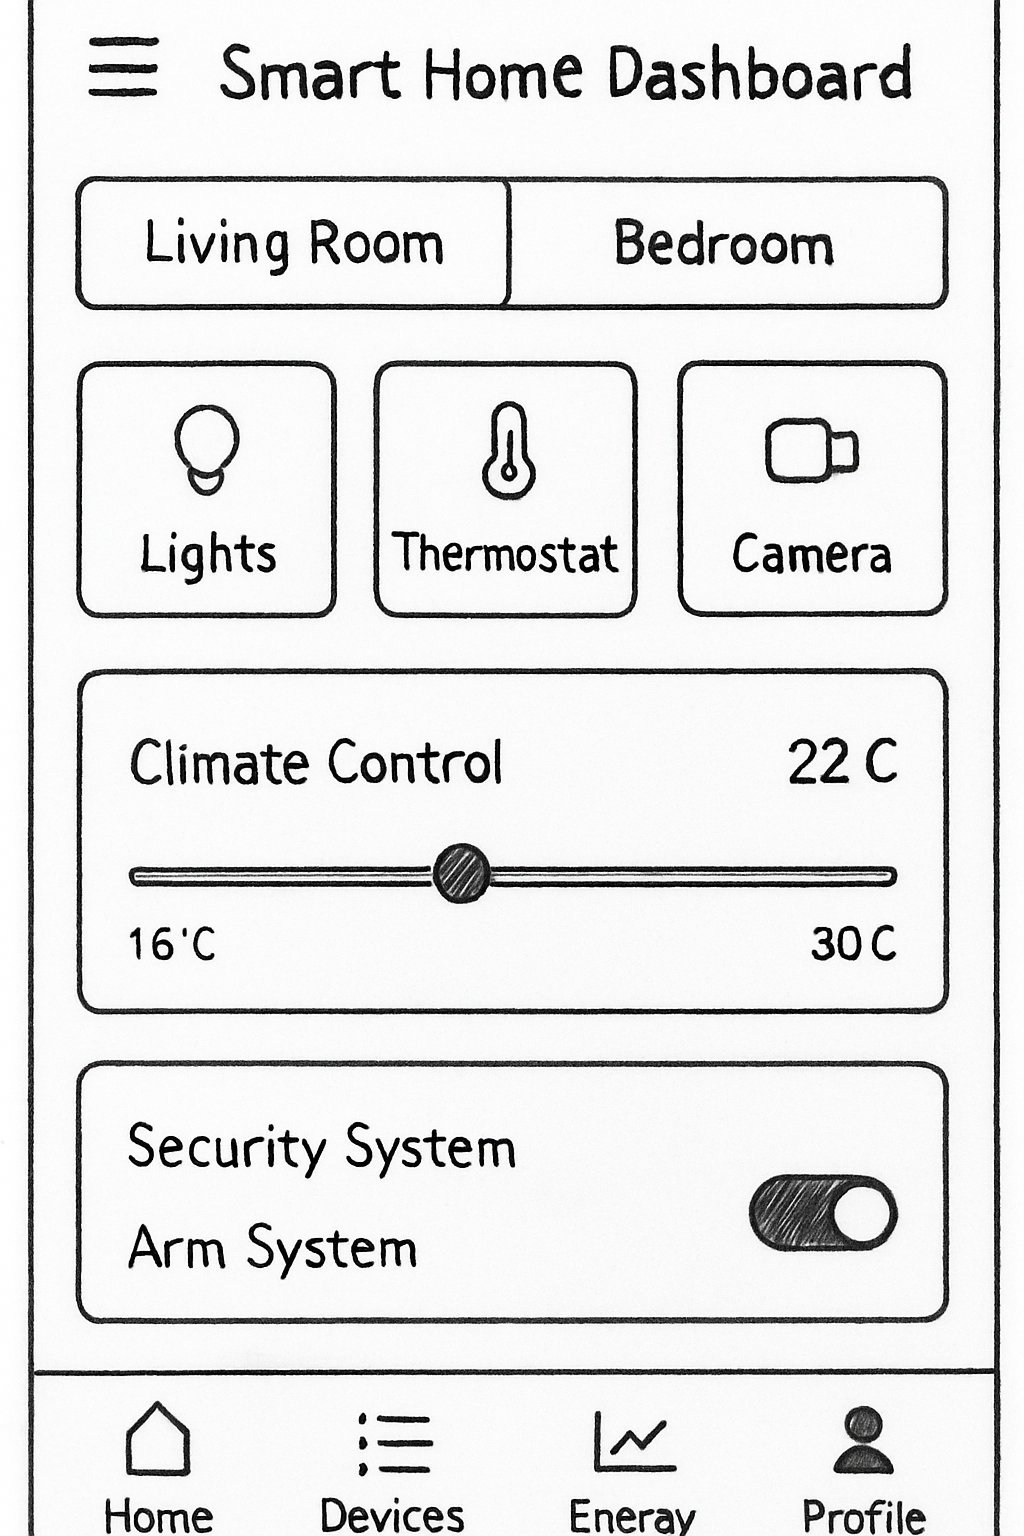 Smart Home Dashboard
Living Room Bedroom
Lights Thermostat Camera
Climate Control 22 C
16'C 30 C
Security System
Arm System
Home Devices Eneray Profile